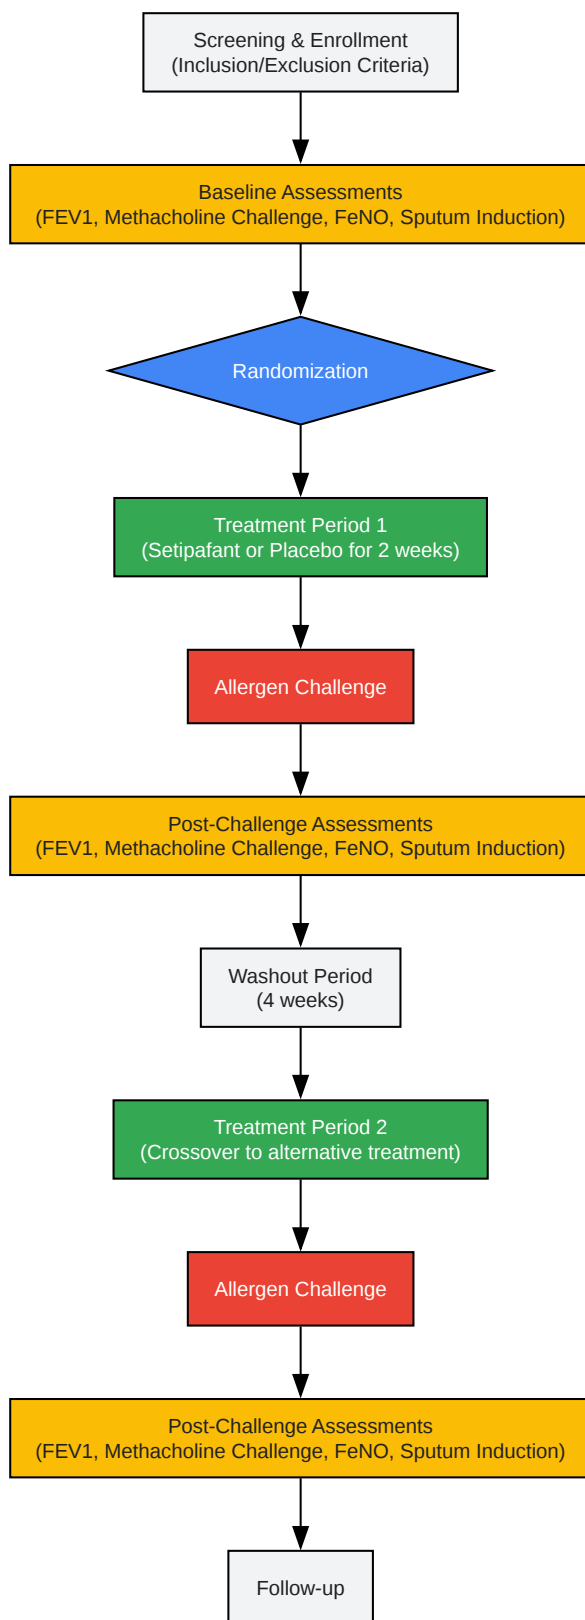 Screening & Enrollment
(Inclusion/Exclusion Criteria)
Baseline Assessments
(FEV1, Methacholine Challenge, FeNO, Sputum Induction)
Randomization
Treatment Period 1
(Setipafant or Placebo for 2 weeks)
Allergen Challenge
Post-Challenge Assessments
(FEV1, Methacholine Challenge, FeNO, Sputum Induction)
Washout Period
(4 weeks)
Treatment Period 2
(Crossover to alternative treatment)
Allergen Challenge
Post-Challenge Assessments
(FEV1, Methacholine Challenge, FeNO, Sputum Induction)
Follow-up